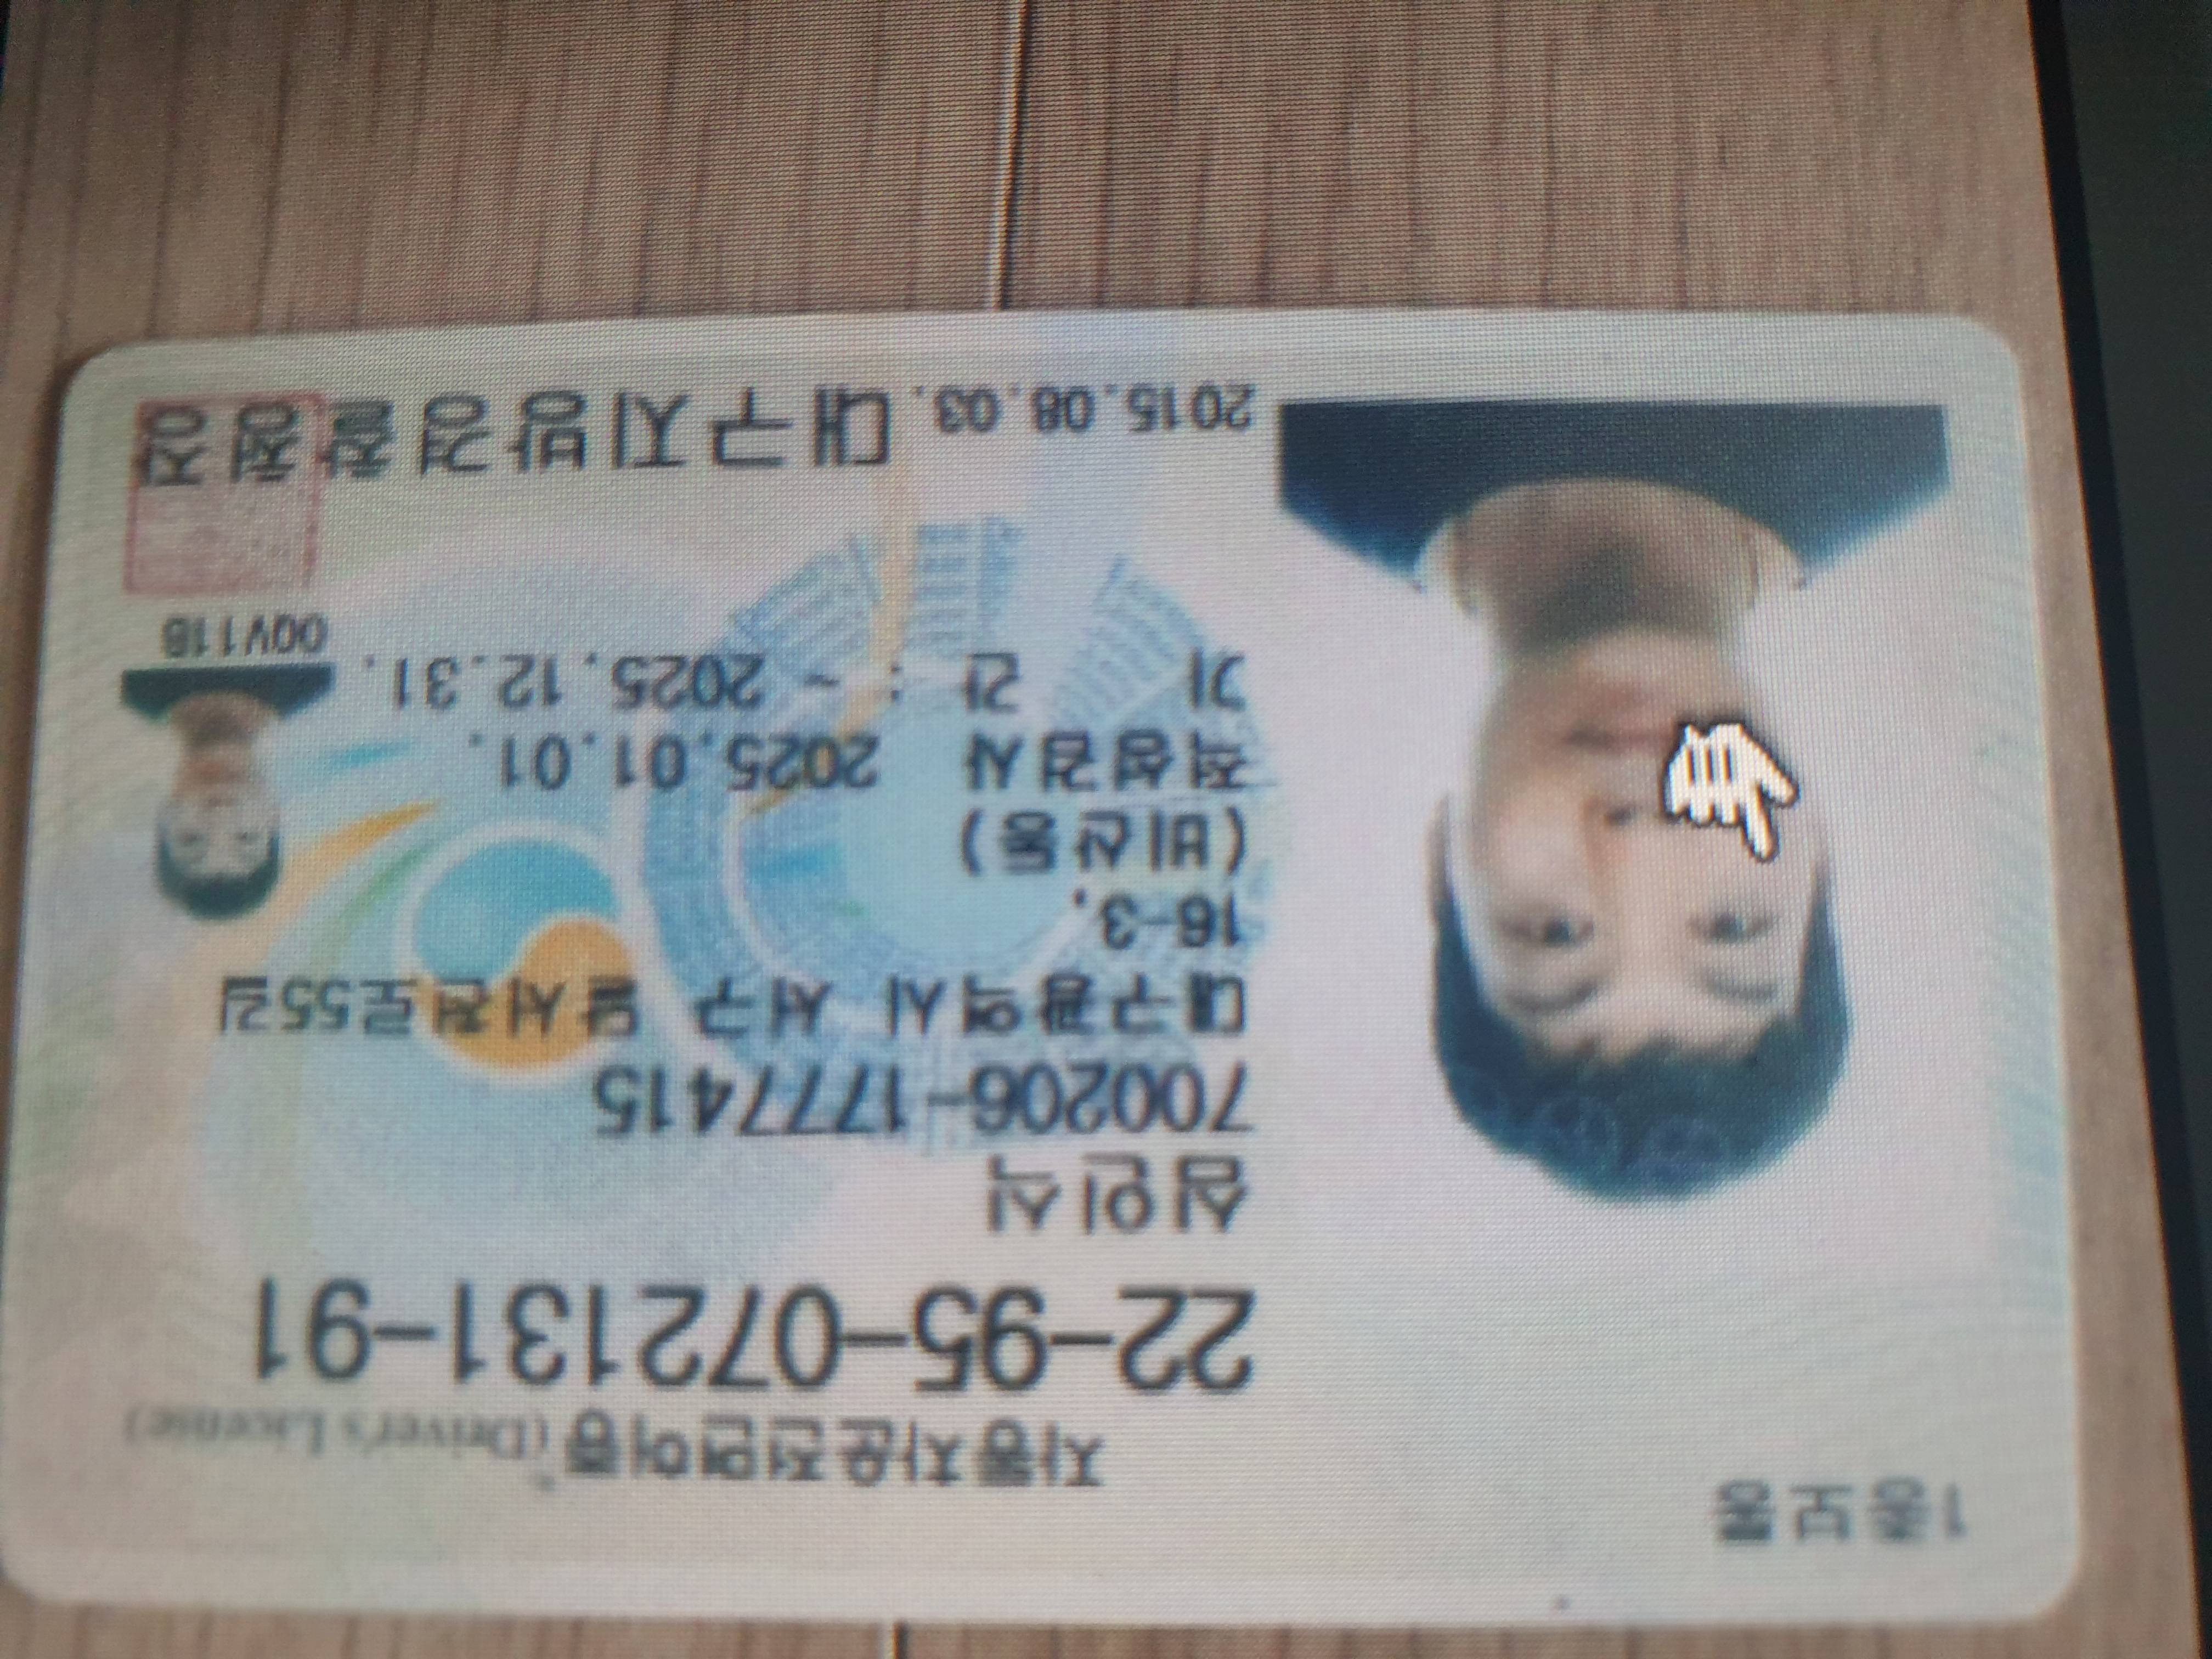 1종보통
자동차운전면허증 (Driver's License)
22-95-072131-91
심인식
700206-1777415
대구광역시 서구 달서천로55길
16-3,
(비산동)
적성검사 2025.01.01.
기 간 : ~ 2025.12.31.
0QV11B
2015.08.03. 대구지방경찰청장